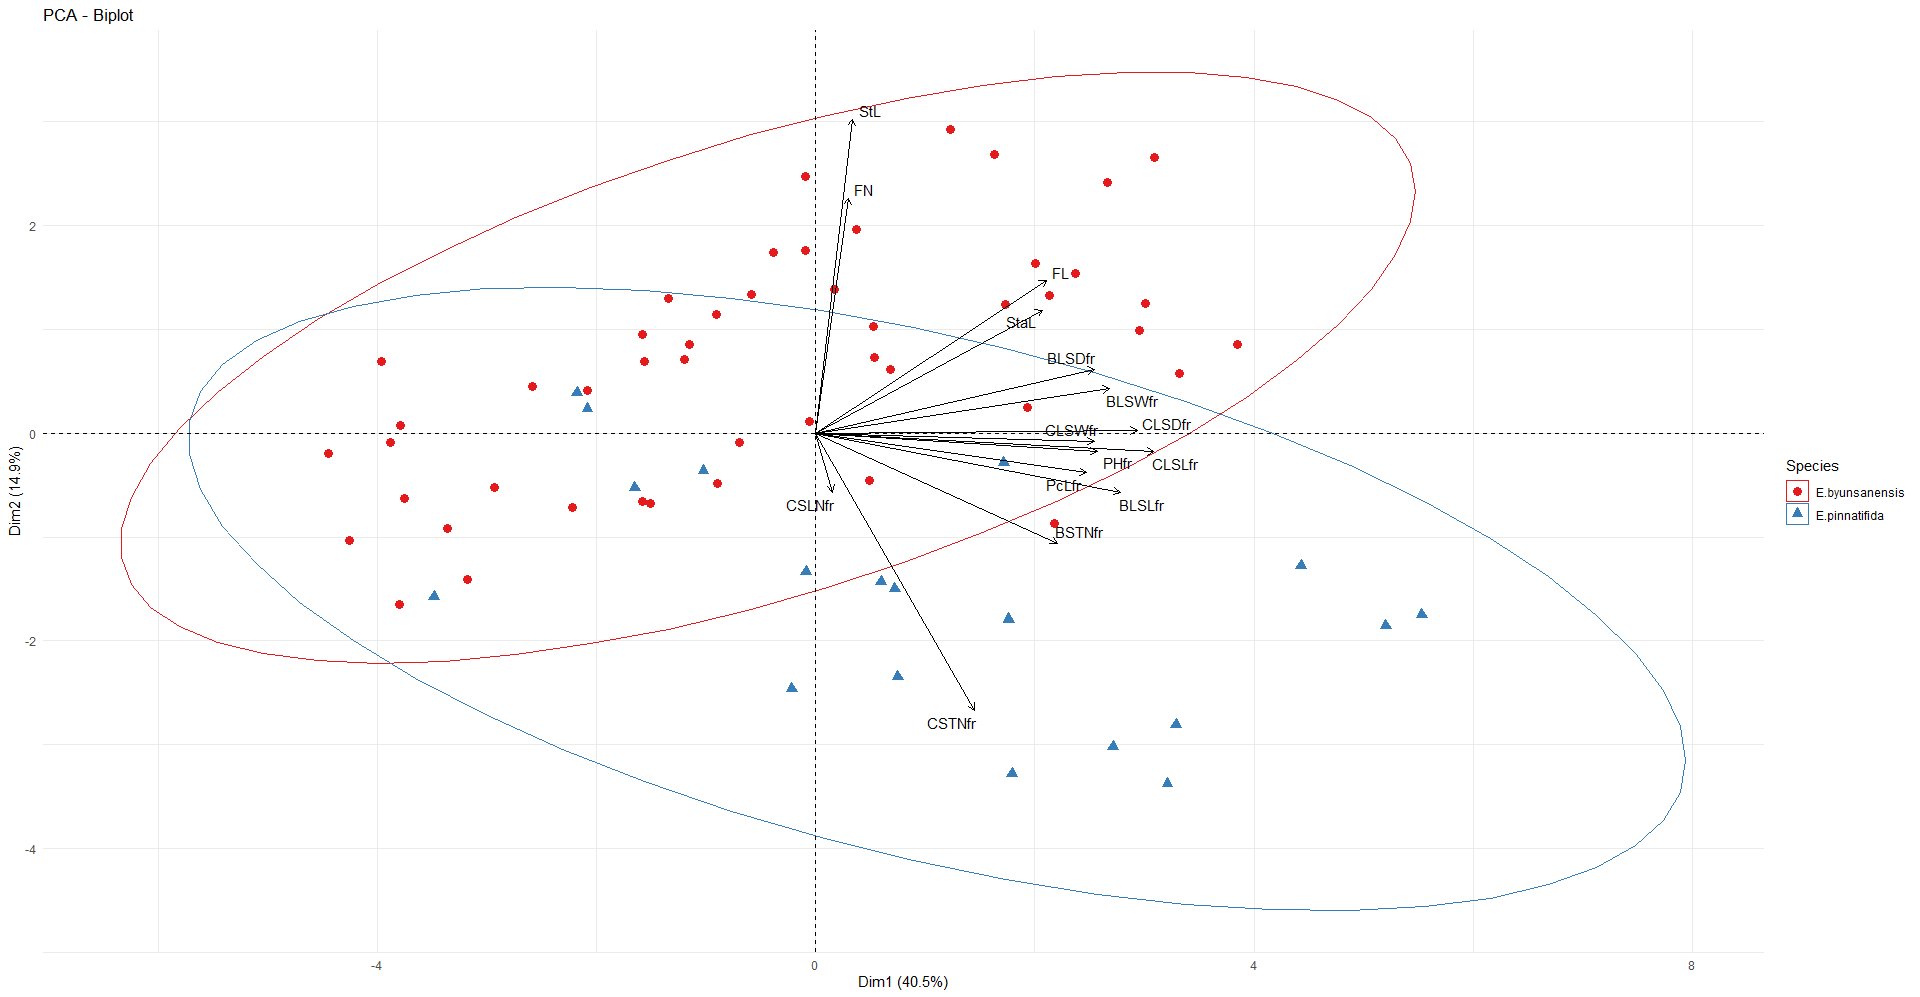 PCA - Biplot
StL
FN
FL
StaL
BLSDfr
BLSWfr
CLSWfr
CLSDfr
PHfr
CLSLfr
PcLfr
CSLNfr
BLSLfr
BSTNfr
CSTNfr
2
0
-2
-4
Dim2 (14.9%)
-4
0
4
8
Dim1 (40.5%)
Species
E.byunsanensis
E.pinnatifida